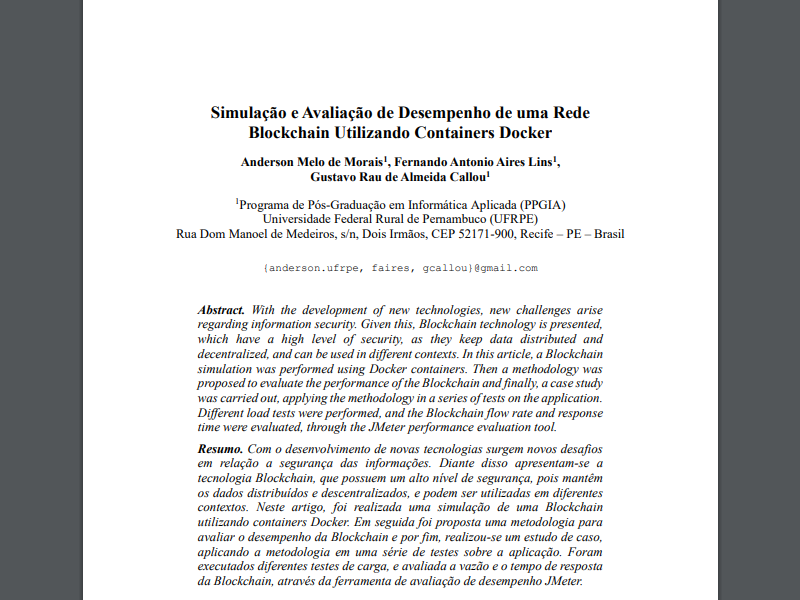 Simulação e Avaliação de Desempenho de uma Rede
Blockchain Utilizando Containers Docker
Anderson Melo de Morais¹, Fernando Antonio Aires Lins¹,
Gustavo Rau de Almeida Callou¹
¹Programa de Pós-Graduação em Informática Aplicada (PPGIA)
Universidade Federal Rural de Pernambuco (UFRPE)
Rua Dom Manoel de Medeiros, s/n, Dois Irmãos, CEP 52171-900, Recife – PE – Brasil
{anderson.ufrpe, faires, gcallou}@gmail.com
Abstract. With the development of new technologies, new challenges arise
regarding information security. Given this, Blockchain technology is presented,
which have a high level of security, as they keep data distributed and
decentralized, and can be used in different contexts. In this article, a Blockchain
simulation was performed using Docker containers. Then a methodology was
proposed to evaluate the performance of the Blockchain and finally, a case study
was carried out, applying the methodology in a series of tests on the application.
Different load tests were performed, and the Blockchain flow rate and response
time were evaluated, through the JMeter performance evaluation tool.
Resumo. Com o desenvolvimento de novas tecnologias surgem novos desafios
em relação a segurança das informações. Diante disso apresentam-se a
tecnologia Blockchain, que possuem um alto nível de segurança, pois mantêm
os dados distribuídos e descentralizados, e podem ser utilizadas em diferentes
contextos. Neste artigo, foi realizada uma simulação de uma Blockchain
utilizando containers Docker. Em seguida foi proposta uma metodologia para
avaliar o desempenho da Blockchain e por fim, realizou-se um estudo de caso,
aplicando a metodologia em uma série de testes sobre a aplicação. Foram
executados diferentes testes de carga, e avaliada a vazão e o tempo de resposta
da Blockchain, através da ferramenta de avaliação de desempenho JMeter.